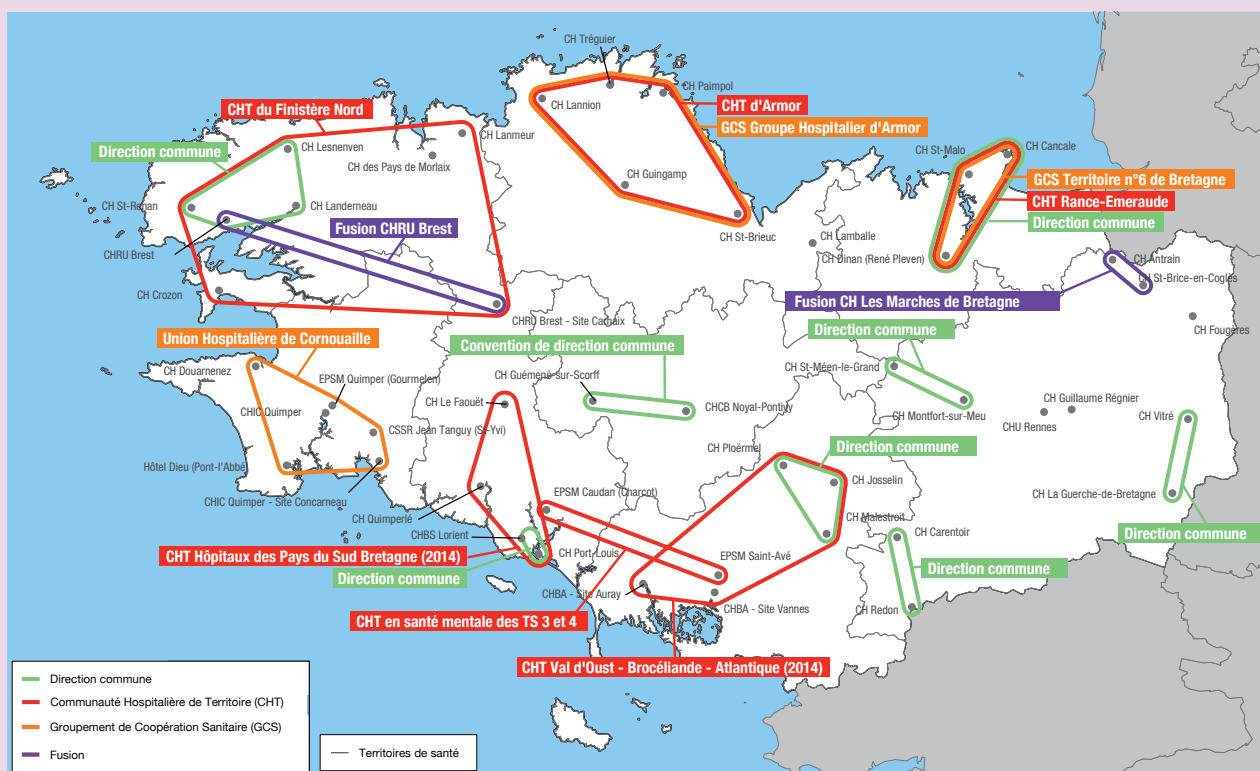 CH Tréguier
CH Paimpol
CH Lannion
CHT d'Armor
CHT du Finistère Nord
GCS Groupe Hospitalier d'Armor
CH Lanmeur
CH Lesnenven
Direction commune
CH des Pays de Morlaix
CH St-Malo
CH Cancale
CH Guingamp
GCS Territoire n°6 de Bretagne
CHT Rance-Emeraude
Direction commune
CH St-Renan
CH Landerneau
Fusion CHRU Brest
CH St-Brieuc
CH Lamballe
CHRU Brest
CH Dinan (René Pleven)
CH Antrain
CH St-Brice-en-Coglès
CH Crozon
Fusion CH Les Marches de Bretagne
CHRU Brest - Site Carhaix
CH Fougères
Union Hospitalière de Cornouaille
Convention de direction commune
Direction commune
CH Douarnenez
CH St-Méen-le-Grand
EPSM Quimper (Gourmelen)
CH Guémené-sur-Scorff
CH Le Faouët
CHIC Quimper
CHCB Noyal-Pontivy
CH Montfort-sur-Meu
CH Guillaume Régnier
CHU Rennes
CH Vitré
CSSR Jean Tanguy (St-Yvi)
CH Ploërmel
Direction commune
Hôtel Dieu (Pont-l'Abbé)
CH Josselin
CHIC Quimper - Site Concarneau
EPSM Caudan (Charcot)
CH La Guerche-de-Bretagne
CH Quimperlé
CH Malestroit
CH Carentoir
Direction commune
CHBS Lorient
CHT Hôpitaux des Pays du Sud Bretagne (2014)
CH Port-Louis
Direction commune
EPSM Saint-Avé
Direction commune
CHBA - Site Auray
CHBA - Site Vannes
CH Redon
CHT en santé mentale des TS 3 et 4
CHT Val d'Oust - Brocéliande - Atlantique (2014)
Direction commune
Communauté Hospitalière de Territoire (CHT)
Groupement de Coopération Sanitaire (GCS)
Fusion
Territoires de santé